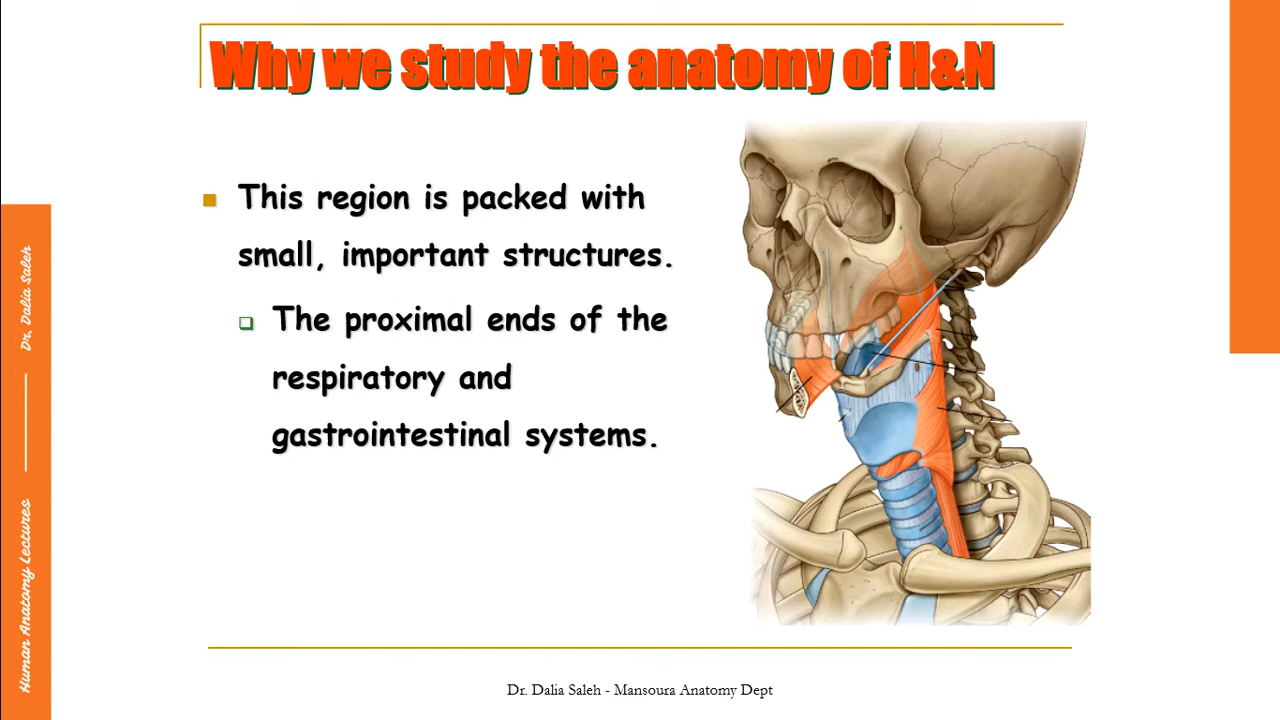 Why we study the anatomy of H&N
This region is packed with
small, important structures.
The proximal ends of the
respiratory and
gastrointestinal systems.
Human Anatomy Lectures
Dr. Dalia Saleh
Dr. Dalia Saleh - Mansoura Anatomy Dept